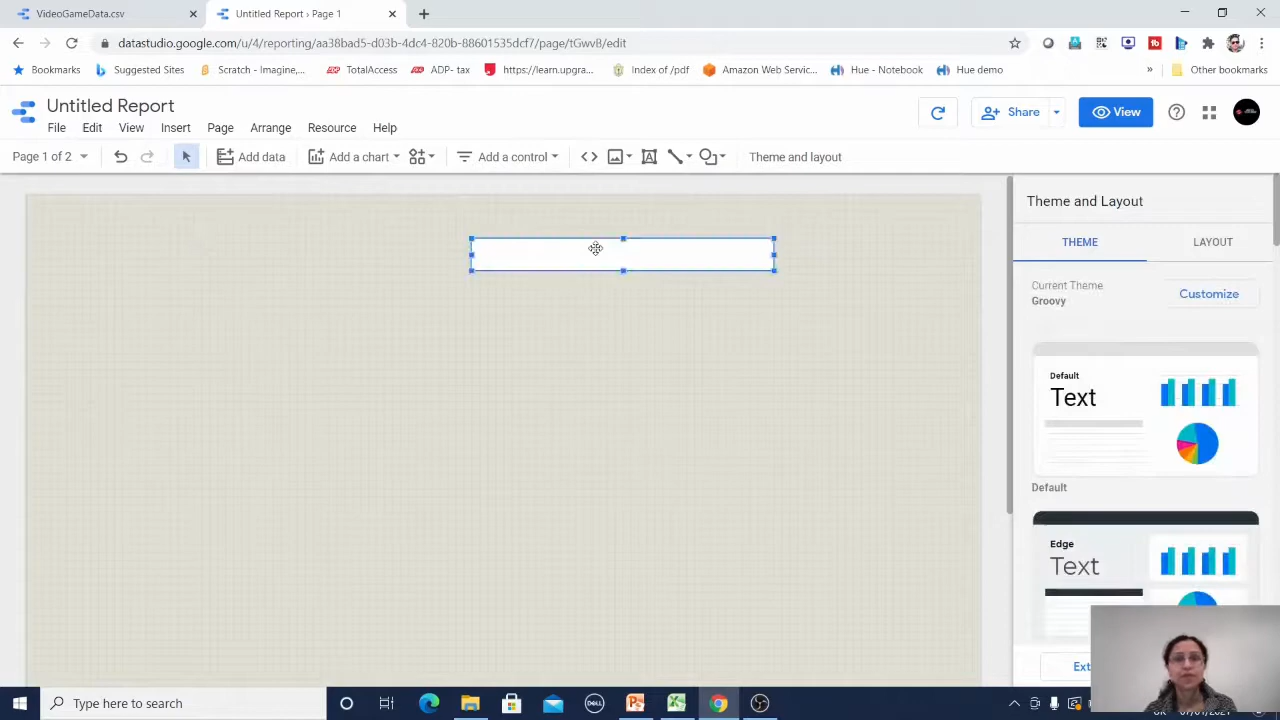 VideoGameData.csv
Untitled Report › Page 1
datastudio.google.com/u/4/reporting/aa38bad5-d03b-4dc4-820b-88601535dcf7/page/tGwvB/edit
Bookmarks
Suggested Sites
Scratch - Imagine,...
TotalAccess
ADP- tax
https://learn.upgra...
Index of /pdf
Amazon Web Servic...
Hue - Notebook
Hue demo
»
Other bookmarks
Untitled Report
File Edit View Insert Page Arrange Resource Help
Share
View
Page 1 of 2
Add data
Add a chart
Add a control
Theme and layout
Theme and Layout
THEME
LAYOUT
Current Theme
Groovy
Customize
Default
Text
Default
Edge
Text
Ext
Type here to search
DELL